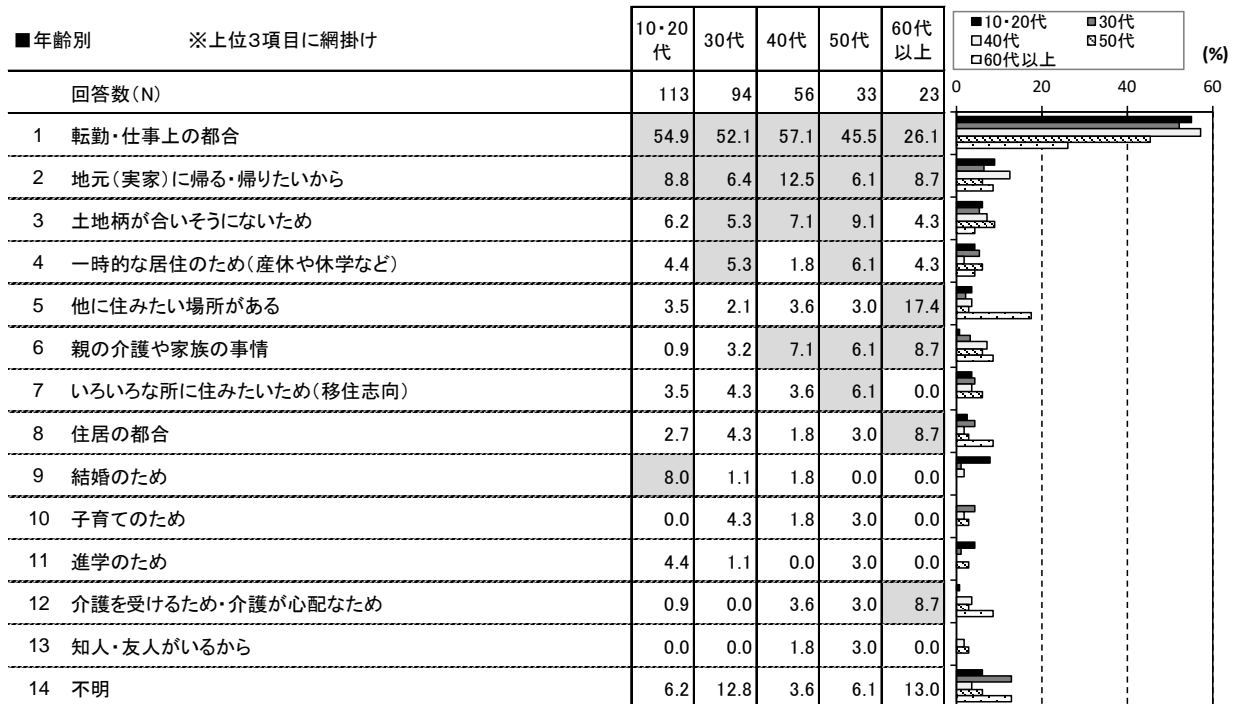 ■年齢別　※上位3項目に網掛け 10・20代 30代 40代 50代 60代以上
■10・20代 ■30代
□40代 50代
60代以上
(%)
0 20 40 60
回答数(N) 113 94 56 33 23
1 転勤・仕事上の都合 54.9 52.1 57.1 45.5 26.1
2 地元(実家)に帰る・帰りたいから 8.8 6.4 12.5 6.1 8.7
3 土地柄が合いそうにないため 6.2 5.3 7.1 9.1 4.3
4 一時的な居住のため(産休や休学など) 4.4 5.3 1.8 6.1 4.3
5 他に住みたい場所がある 3.5 2.1 3.6 3.0 17.4
6 親の介護や家族の事情 0.9 3.2 7.1 6.1 8.7
7 いろいろな所に住みたいため(移住志向) 3.5 4.3 3.6 6.1 0.0
8 住居の都合 2.7 4.3 1.8 3.0 8.7
9 結婚のため 8.0 1.1 1.8 0.0 0.0
10 子育てのため 0.0 4.3 1.8 3.0 0.0
11 進学のため 4.4 1.1 0.0 3.0 0.0
12 介護を受けるため・介護が心配なため 0.9 0.0 3.6 3.0 8.7
13 知人・友人がいるから 0.0 0.0 1.8 3.0 0.0
14 不明 6.2 12.8 3.6 6.1 13.0